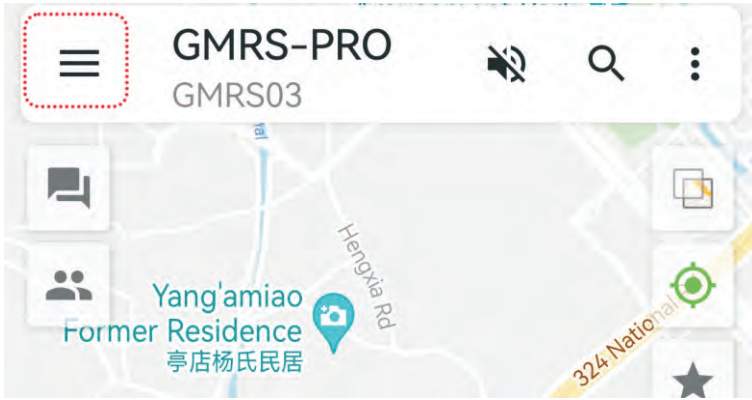 GMRS-PRO
GMRS03
Hengxia Rd
Yang'amiao
Former Residence
亭店杨氏民居
324 National